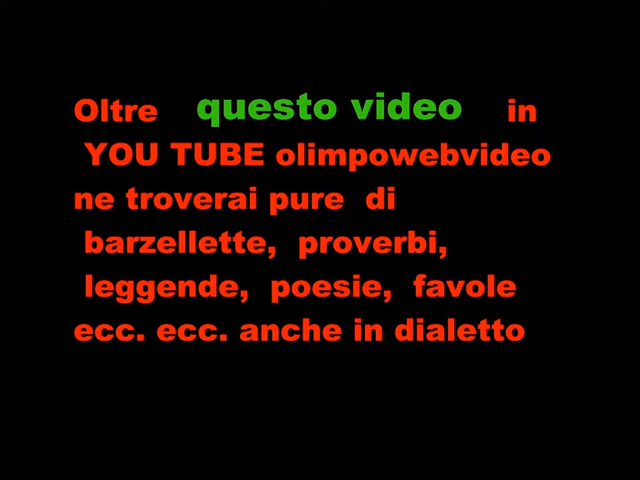 Oltre questo video in
YOU TUBE olimpowebvideo
ne troverai pure di
barzellette, proverbi,
leggende, poesie, favole
ecc. ecc. anche in dialetto